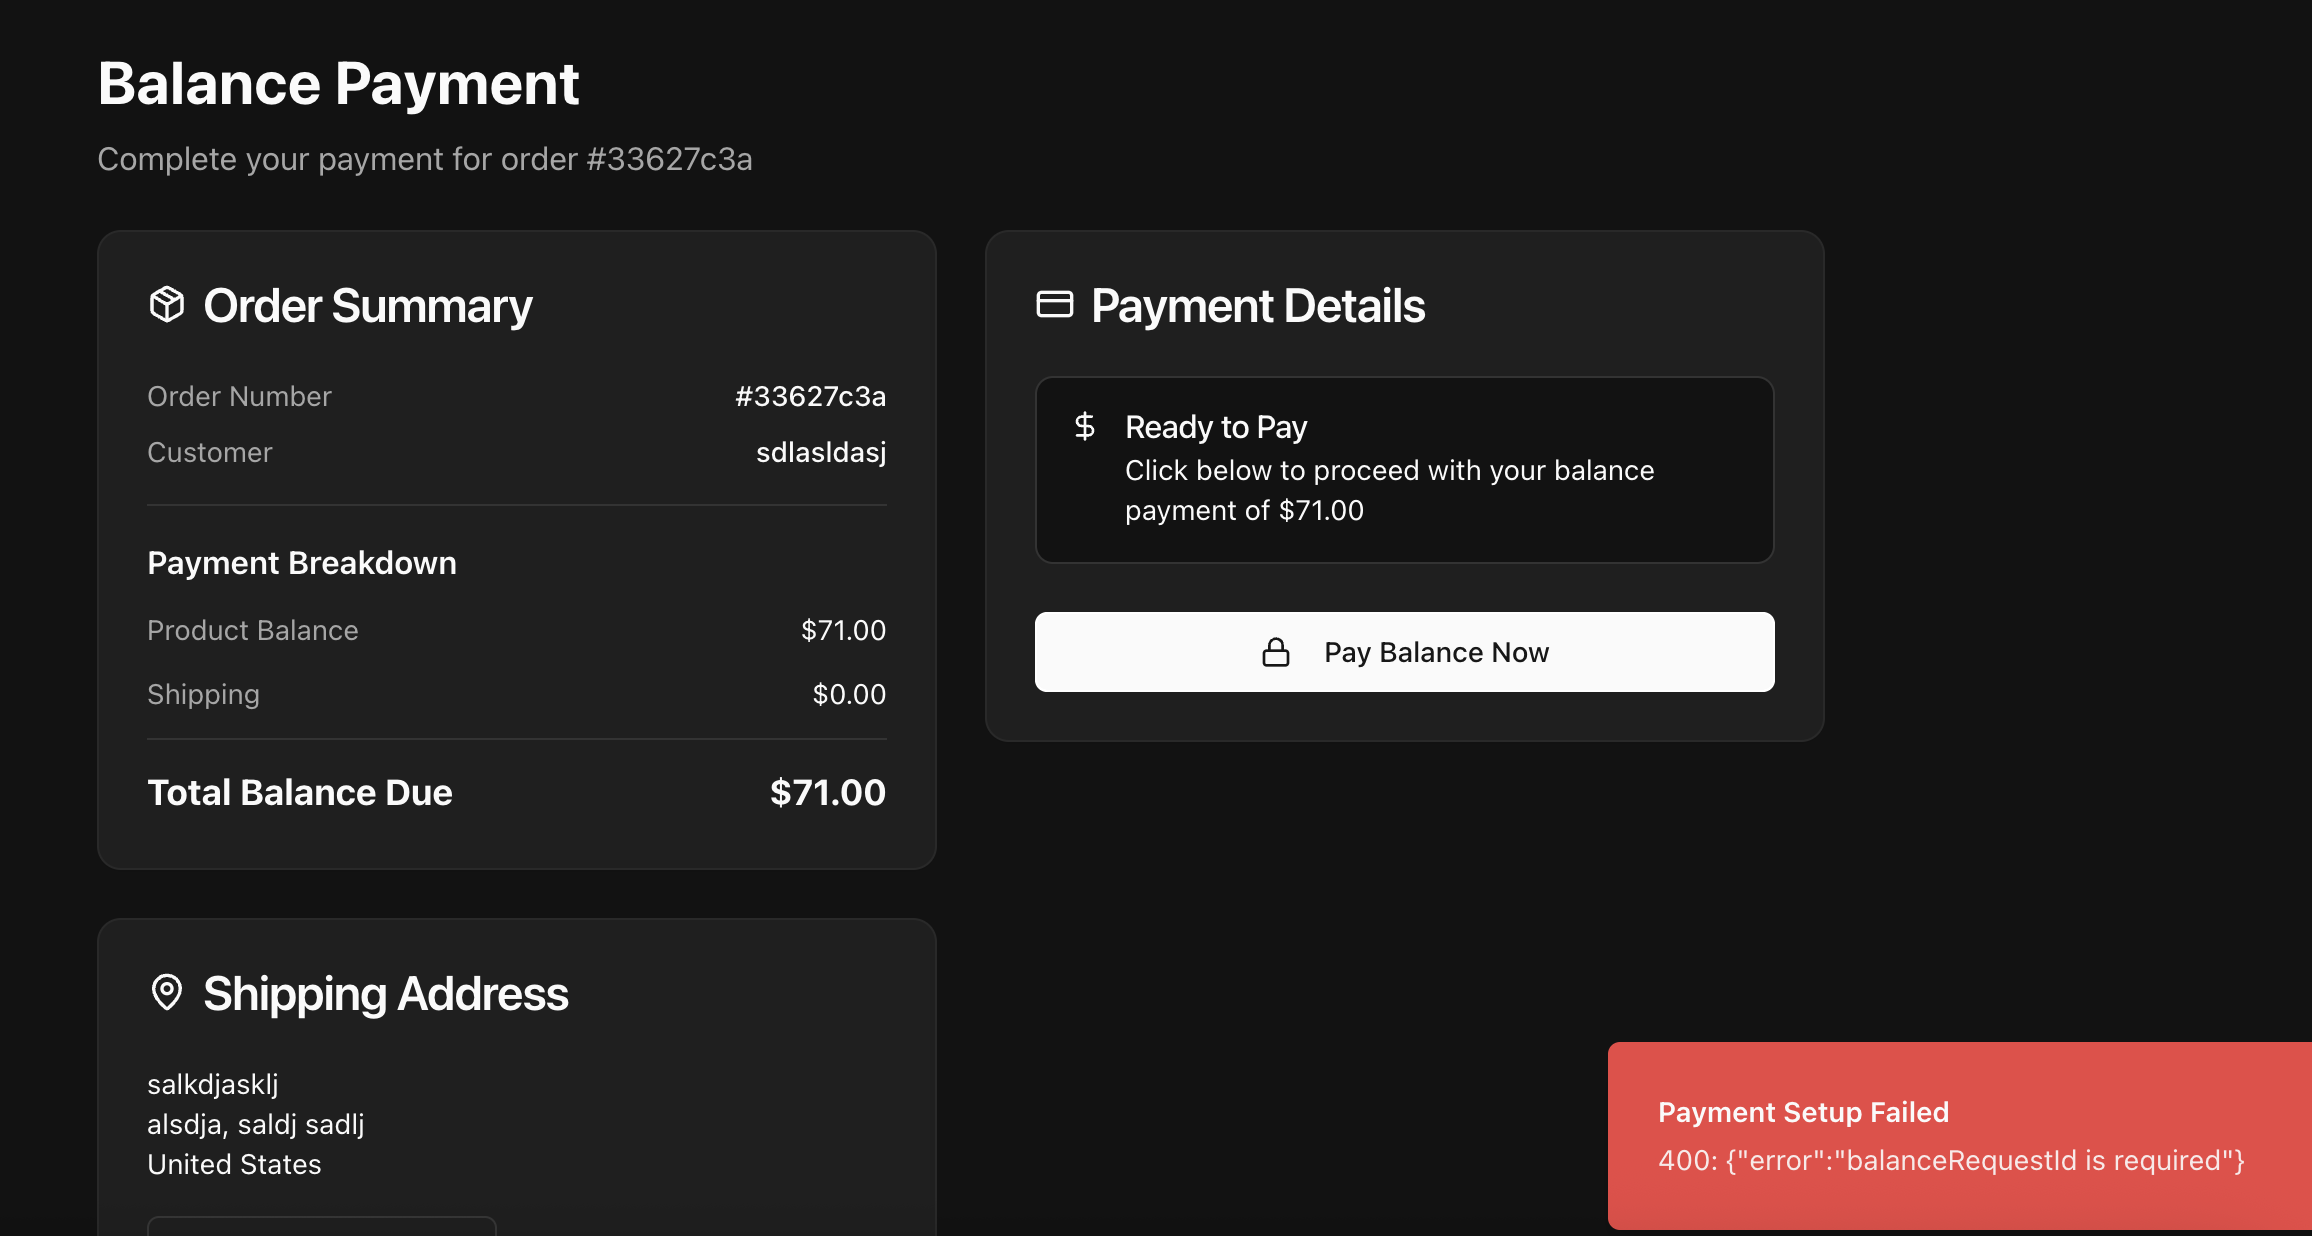 Balance Payment
Complete your payment for order #33627c3a
Order Summary
Order Number #33627c3a
Customer sdlasldasj
Payment Breakdown
Product Balance $71.00
Shipping $0.00
Total Balance Due $71.00
Shipping Address
salkdjasklj
alsdja, saldj sadlj
United States
Payment Details
Ready to Pay
Click below to proceed with your balance
payment of $71.00
Pay Balance Now
Payment Setup Failed
400: {"error":"balanceRequestId is required"}